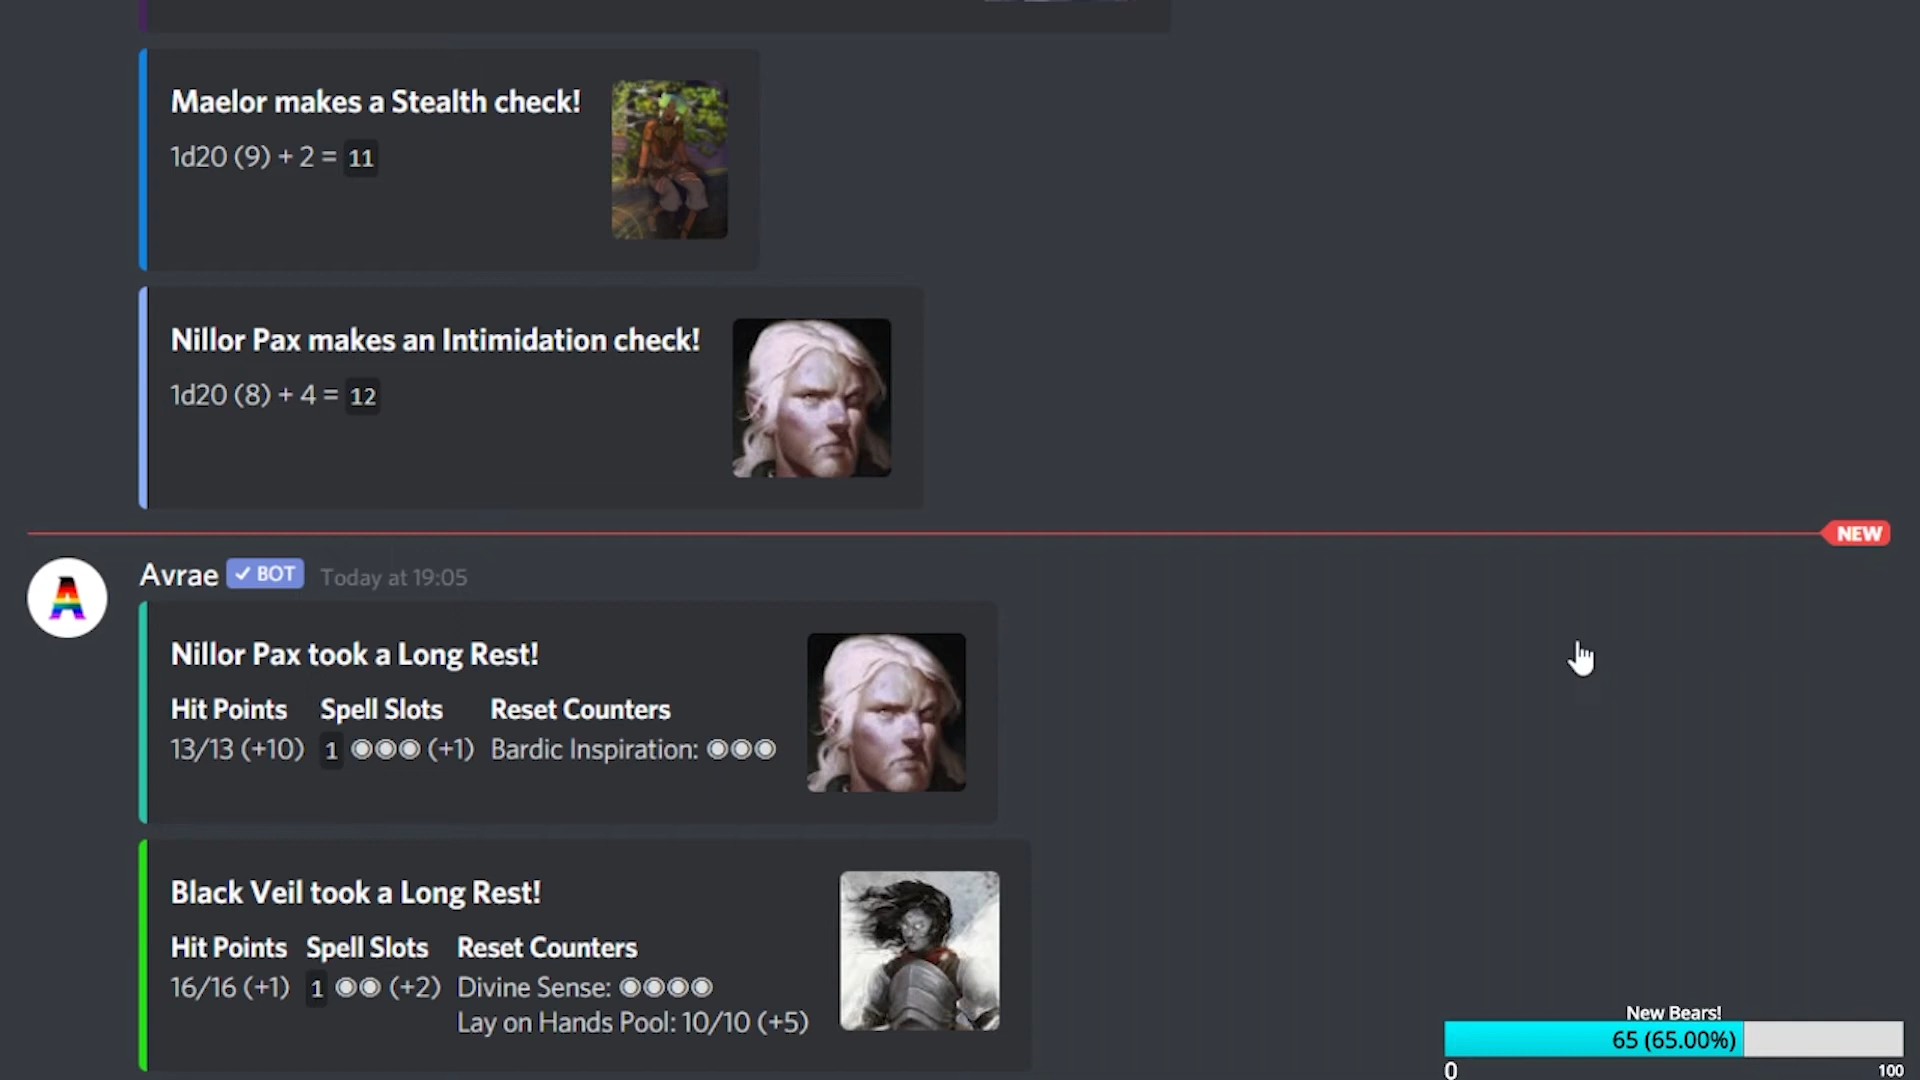 Maelor makes a Stealth check!
1d20 (9) + 2 = 11
Nillor Pax makes an Intimidation check!
1d20 (8) + 4 = 12
NEW
A
Avrae ✓ BOT Today at 19:05
Nillor Pax took a Long Rest!
Hit Points Spell Slots Reset Counters
13/13 (+10) 1 ◉◉◉ (+1) Bardic Inspiration: ◉◉◉
Black Veil took a Long Rest!
Hit Points Spell Slots Reset Counters
16/16 (+1) 1 ◉◉ (+2) Divine Sense: ◉◉◉◉
Lay on Hands Pool: 10/10 (+5)
New Bears!
65 (65.00%)
0 100